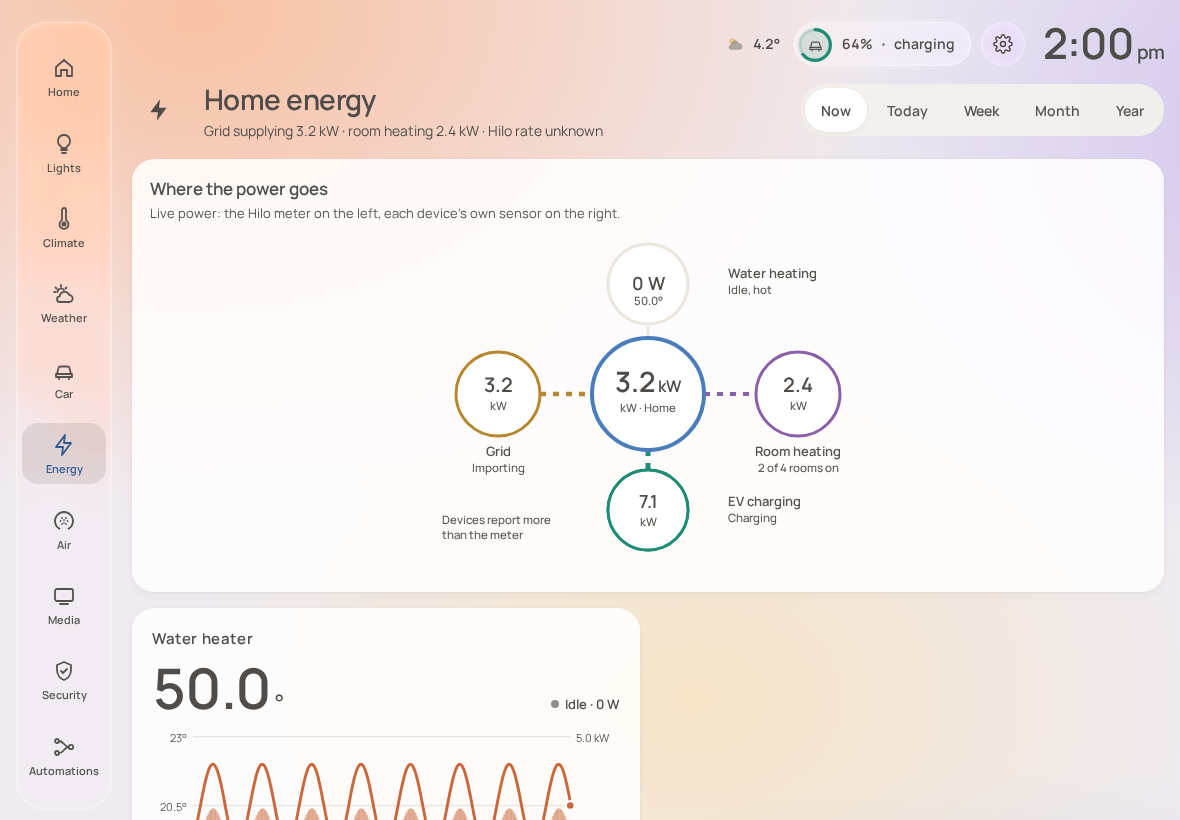 4.2°
64% · charging
2:00 pm
Home
Lights
Climate
Weather
Car
Energy
Air
Media
Security
Automations
Home energy
Grid supplying 3.2 kW · room heating 2.4 kW · Hilo rate unknown
Now Today Week Month Year
Where the power goes
Live power: the Hilo meter on the left, each device's own sensor on the right.
0 W
50.0°
Water heating
Idle, hot
3.2
kW
Grid
Importing
3.2 kW
kW · Home
2.4
kW
Room heating
2 of 4 rooms on
7.1
kW
EV charging
Charging
Devices report more
than the meter
Water heater
50.0°
Idle · 0 W
23°
5.0 kW
20.5°